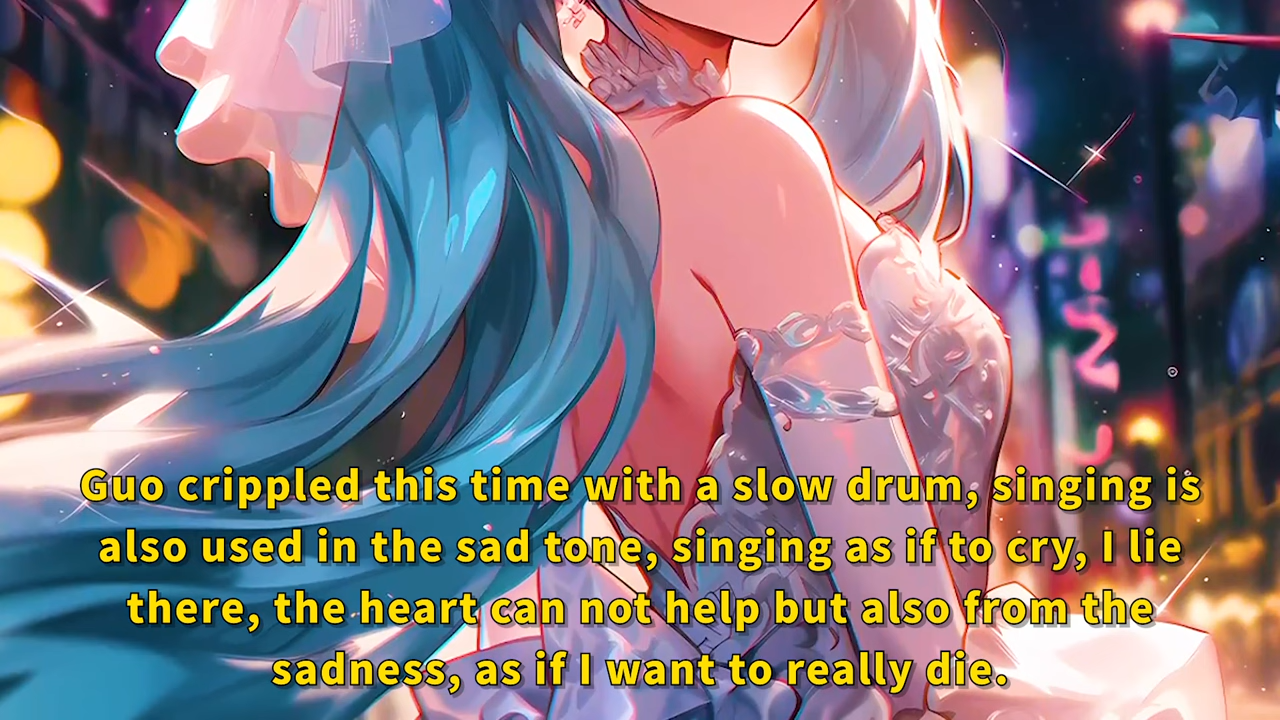 Guo crippled this time with a slow drum, singing is
also used in the sad tone, singing as if to cry, I lie
there, the heart can not help but also from the
sadness, as if I want to really die.